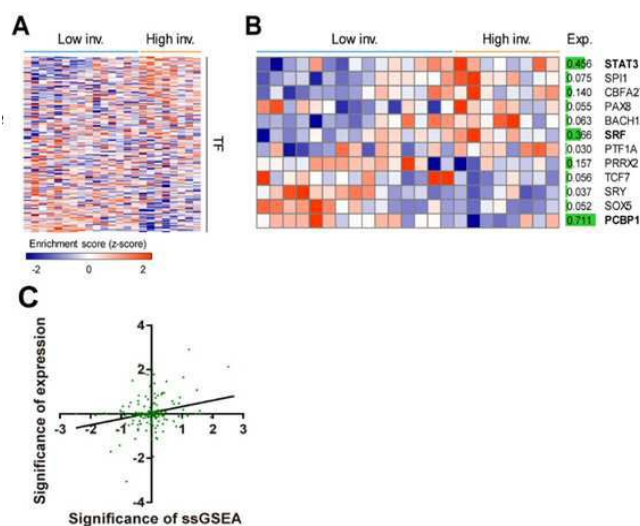 A
Low inv. High inv.
TF
Enrichment score (z-score)
-2 0 2
B
Low inv. High inv. Exp.
0.456 STAT3
0.075 SPI1
0.140 CBFA2
0.055 PAX8
0.063 BACH1
0.366 SRF
0.030 PTF1A
0.157 PRRX2
0.056 TCF7
0.037 SRY
0.052 SOX5
0.711 PCBP1
C
Significance of expression
4
2
0
-2
-4
-3 -2 -1 0 1 2 3
Significance of ssGSEA